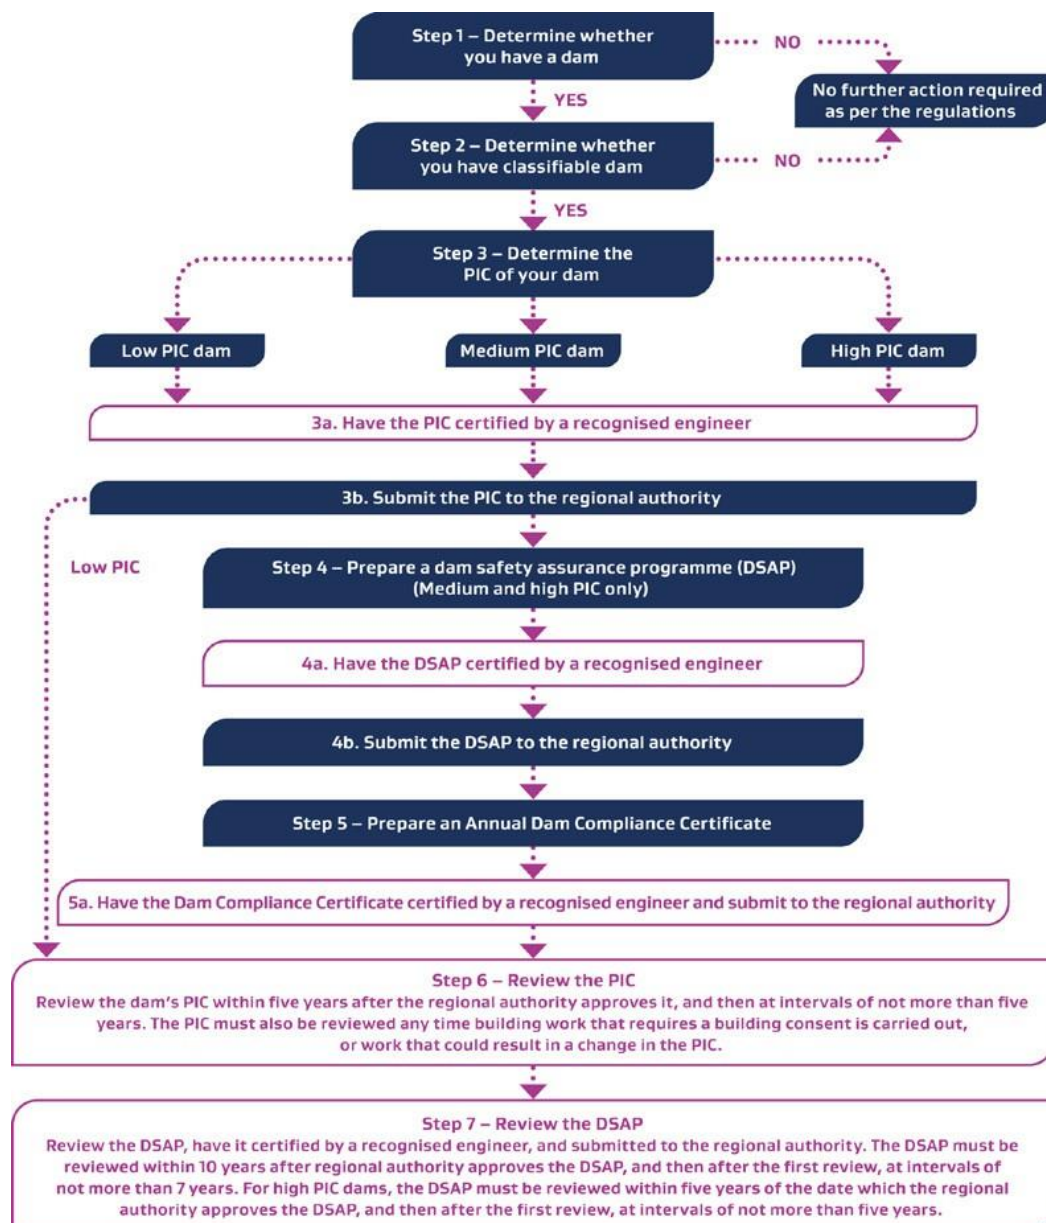 Step 1 – Determine whether
you have a dam
NO
No further action required
as per the regulations
YES
Step 2 – Determine whether
you have classifiable dam
NO
YES
Step 3 – Determine the
PIC of your dam
Low PIC dam
Medium PIC dam
High PIC dam
3a. Have the PIC certified by a recognised engineer
3b. Submit the PIC to the regional authority
Low PIC
Step 4 – Prepare a dam safety assurance programme (DSAP)
(Medium and high PIC only)
4a. Have the DSAP certified by a recognised engineer
4b. Submit the DSAP to the regional authority
Step 5 – Prepare an Annual Dam Compliance Certificate
5a. Have the Dam Compliance Certificate certified by a recognised engineer and submit to the regional authority
Step 6 – Review the PIC
Review the dam's PIC within five years after the regional authority approves it, and then at intervals of not more than five
years. The PIC must also be reviewed any time building work that requires a building consent is carried out,
or work that could result in a change in the PIC.
Step 7 – Review the DSAP
Review the DSAP, have it certified by a recognised engineer, and submitted to the regional authority. The DSAP must be
reviewed within 10 years after regional authority approves the DSAP, and then after the first review, at intervals of
not more than 7 years. For high PIC dams, the DSAP must be reviewed within five years of the date which the regional
authority approves the DSAP, and then after the first review, at intervals of not more than five years.